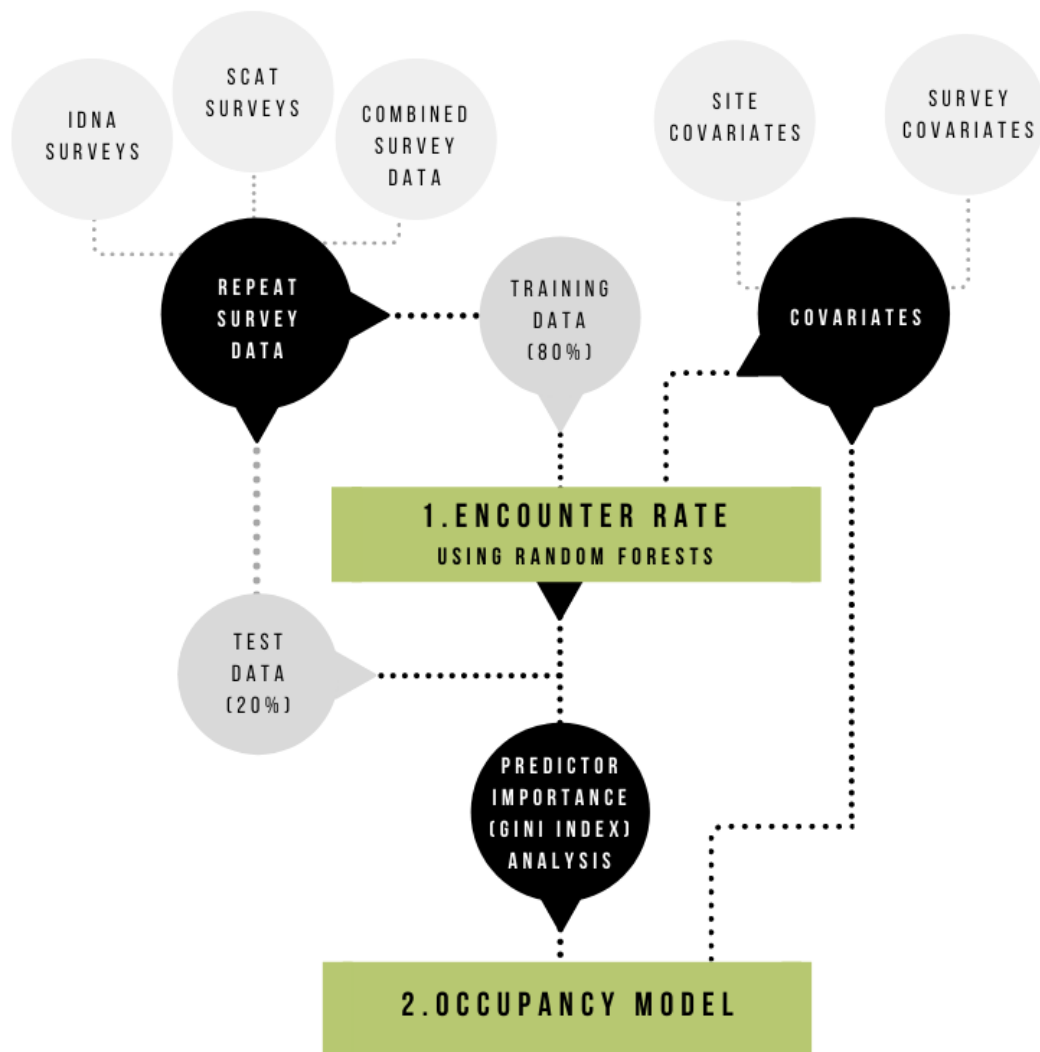 IDNA
SURVEYS
SCAT
SURVEYS
COMBINED
SURVEY
DATA
SITE
COVARIATES
SURVEY
COVARIATES
REPEAT
SURVEY
DATA
TRAINING
DATA
(80%)
COVARIATES
1.ENCOUNTER RATE
USING RANDOM FORESTS
TEST
DATA
(20%)
PREDICTOR
IMPORTANCE
(GINI INDEX)
ANALYSIS
2.OCCUPANCY MODEL